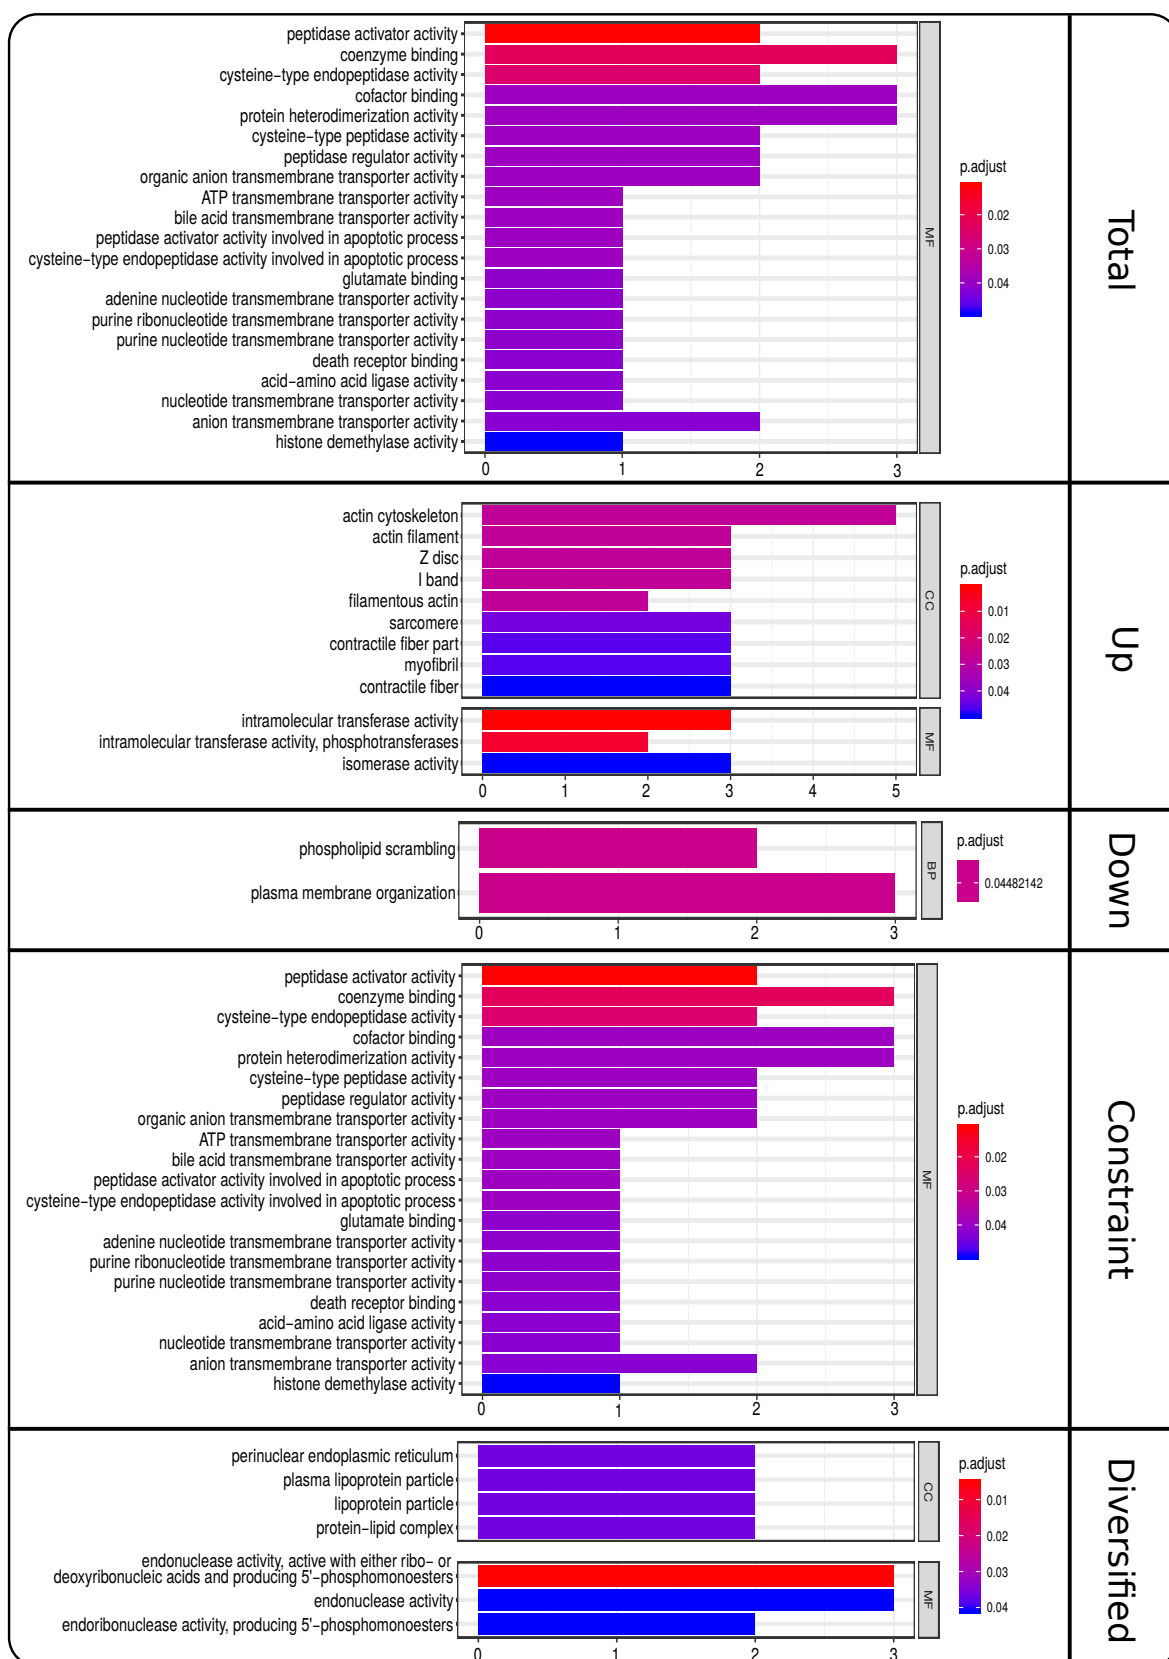 peptidase activator activity
coenzyme binding
cysteine−type endopeptidase activity
cofactor binding
protein heterodimerization activity
cysteine−type peptidase activity
peptidase regulator activity
organic anion transmembrane transporter activity
ATP transmembrane transporter activity
bile acid transmembrane transporter activity
peptidase activator activity involved in apoptotic process
cysteine−type endopeptidase activity involved in apoptotic process
glutamate binding
adenine nucleotide transmembrane transporter activity
purine ribonucleotide transmembrane transporter activity
purine nucleotide transmembrane transporter activity
death receptor binding
acid−amino acid ligase activity
nucleotide transmembrane transporter activity
anion transmembrane transporter activity
histone demethylase activity
0 1 2 3
MF
p.adjust
0.02
0.03
0.04
Total
actin cytoskeleton
actin filament
Z disc
I band
filamentous actin
sarcomere
contractile fiber part
myofibril
contractile fiber
CC
intramolecular transferase activity
intramolecular transferase activity, phosphotransferases
isomerase activity
MF
0 1 2 3 4 5
p.adjust
0.01
0.02
0.03
0.04
Up
phospholipid scrambling
plasma membrane organization
0 1 2 3
BP
p.adjust
0.04482142
Down
peptidase activator activity
coenzyme binding
cysteine−type endopeptidase activity
cofactor binding
protein heterodimerization activity
cysteine−type peptidase activity
peptidase regulator activity
organic anion transmembrane transporter activity
ATP transmembrane transporter activity
bile acid transmembrane transporter activity
peptidase activator activity involved in apoptotic process
cysteine−type endopeptidase activity involved in apoptotic process
glutamate binding
adenine nucleotide transmembrane transporter activity
purine ribonucleotide transmembrane transporter activity
purine nucleotide transmembrane transporter activity
death receptor binding
acid−amino acid ligase activity
nucleotide transmembrane transporter activity
anion transmembrane transporter activity
histone demethylase activity
0 1 2 3
MF
p.adjust
0.02
0.03
0.04
Constraint
perinuclear endoplasmic reticulum
plasma lipoprotein particle
lipoprotein particle
protein−lipid complex
CC
endonuclease activity, active with either ribo− or
deoxyribonucleic acids and producing 5'−phosphomonoesters
endonuclease activity
endoribonuclease activity, producing 5'−phosphomonoesters
MF
0 1 2 3
p.adjust
0.01
0.02
0.03
0.04
Diversified